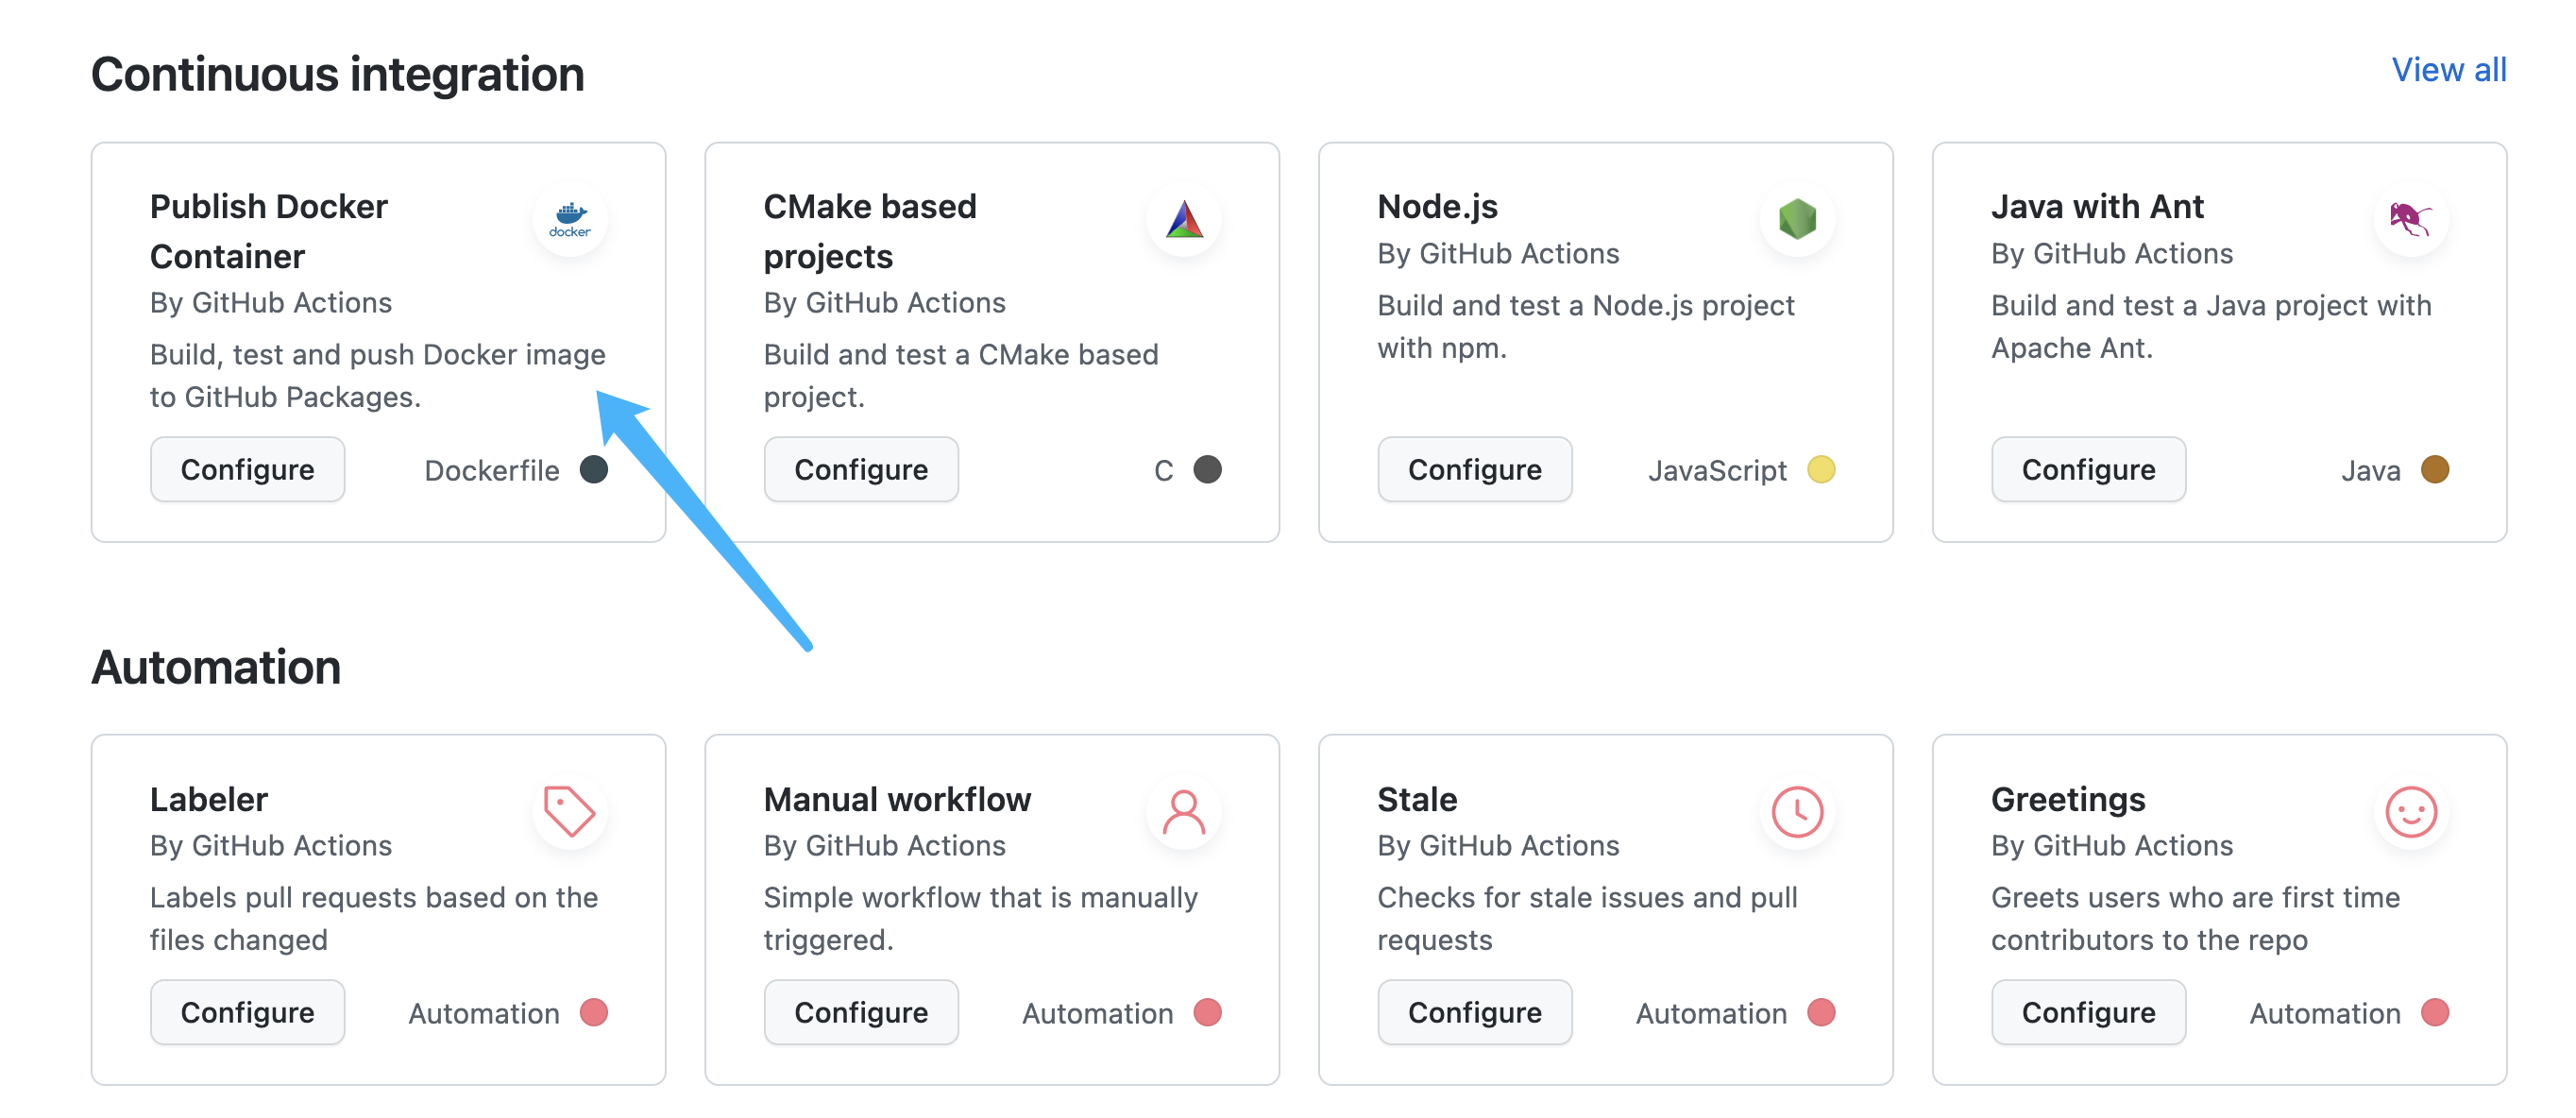 Continuous integration
View all
Publish Docker
Container
By GitHub Actions
Build, test and push Docker image
to GitHub Packages.
Configure
Dockerfile
docker
CMake based
projects
By GitHub Actions
Build and test a CMake based
project.
Configure
C
Node.js
By GitHub Actions
Build and test a Node.js project
with npm.
Configure
JavaScript
Java with Ant
By GitHub Actions
Build and test a Java project with
Apache Ant.
Configure
Java
Automation
Labeler
By GitHub Actions
Labels pull requests based on the
files changed
Configure
Automation
Manual workflow
By GitHub Actions
Simple workflow that is manually
triggered.
Configure
Automation
Stale
By GitHub Actions
Checks for stale issues and pull
requests
Configure
Automation
Greetings
By GitHub Actions
Greets users who are first time
contributors to the repo
Configure
Automation